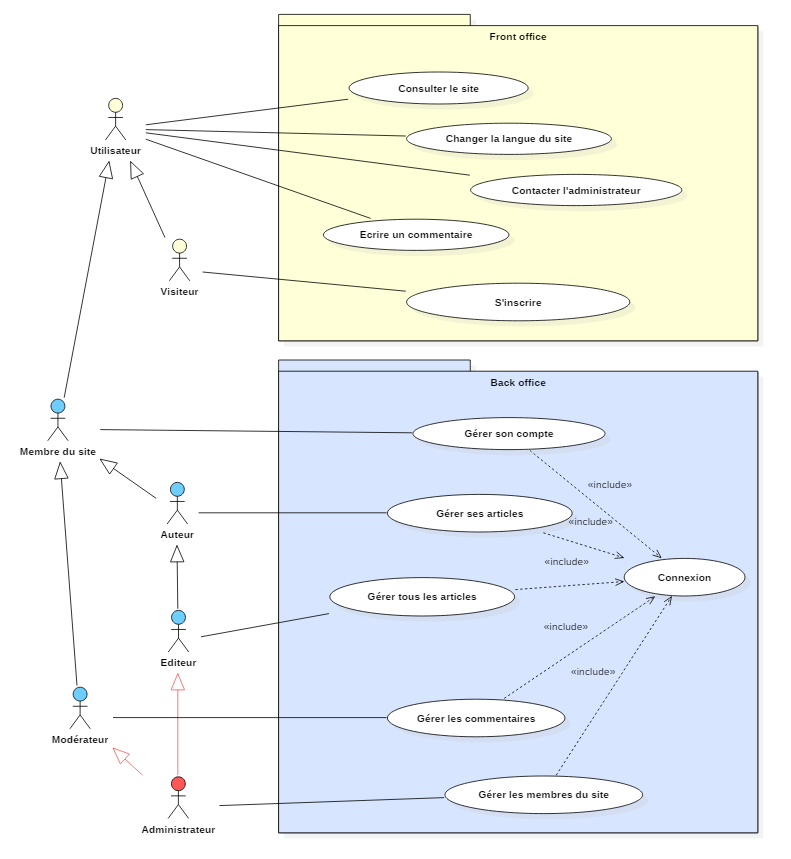 Front office
Consulter le site
Changer la langue du site
Utilisateur
Contacter l'administrateur
Ecrire un commentaire
Visiteur
S'inscrire
Back office
Gérer son compte
Membre du site
«include»
Gérer ses articles
«include»
Auteur
«include»
Connexion
Gérer tous les articles
«include»
Editeur
«include»
Gérer les commentaires
Modérateur
Gérer les membres du site
Administrateur